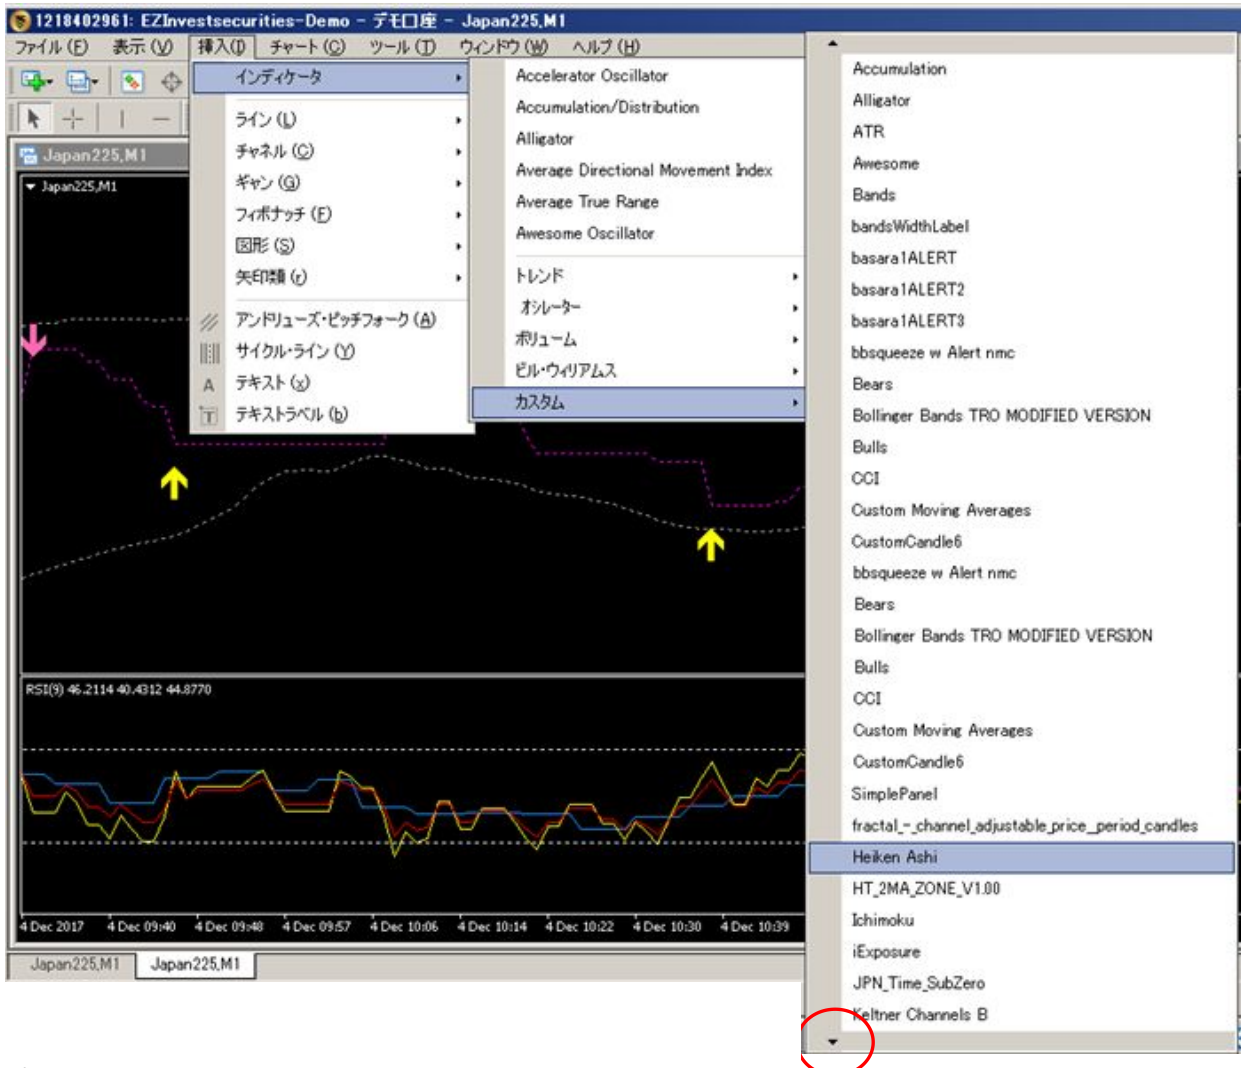 1218402961: EZInvestsecurities-Demo - デモ口座 - Japan225,M1
ファイル (F) 表示 (V) 挿入(I) チャート (C) ツール (T) ウィンドウ (W) ヘルプ (H)
インディケータ
ライン (L)
チャネル (C)
ギャン (G)
フィボナッチ (F)
図形 (S)
矢印類 (r)
アンドリューズ・ピッチフォーク (A)
サイクル・ライン (Y)
A テキスト (x)
T テキストラベル (b)
Accelerator Oscillator
Accumulation/Distribution
Alligator
Average Directional Movement Index
Average True Range
Awesome Oscillator
トレンド
オシレーター
ボリューム
ビル・ウィリアムス
カスタム
Accumulation
Alligator
ATR
Awesome
Bands
bandsWidthLabel
basara1ALERT
basara1ALERT2
basara1ALERT3
bbsqueeze w Alert nmc
Bears
Bollinger Bands TRO MODIFIED VERSION
Bulls
CCI
Custom Moving Averages
CustomCandle6
bbsqueeze w Alert nmc
Bears
Bollinger Bands TRO MODIFIED VERSION
Bulls
CCI
Custom Moving Averages
CustomCandle6
SimplePanel
fractal_-_channel_adjustable_price__period_candles
Heiken Ashi
HT_2MA_ZONE_V1.00
Ichimoku
iExposure
JPN_Time_SubZero
Keltner Channels B
Japan225,M1
Japan225,M1
RSI(9) 46.2114 40.4312 44.8770
4 Dec 2017 4 Dec 09:40 4 Dec 09:48 4 Dec 09:57 4 Dec 10:06 4 Dec 10:14 4 Dec 10:22 4 Dec 10:30 4 Dec 10:39
Japan225,M1 Japan225,M1